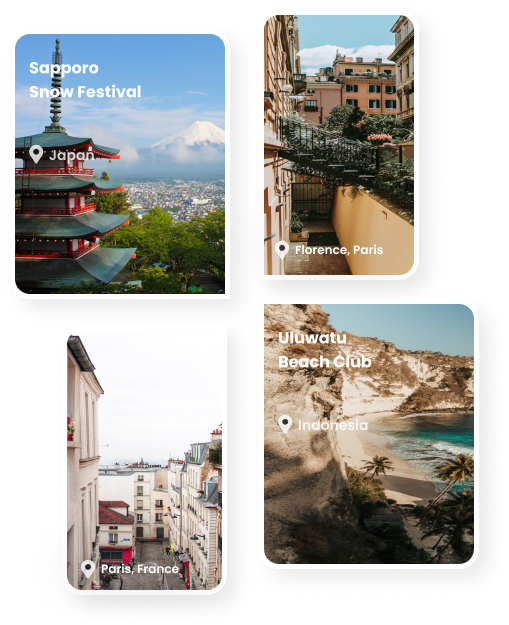 Sapporo
Snow Festival
Japan
Florence, Paris
Uluwatu
Beach Club
Indonesia
Paris, France